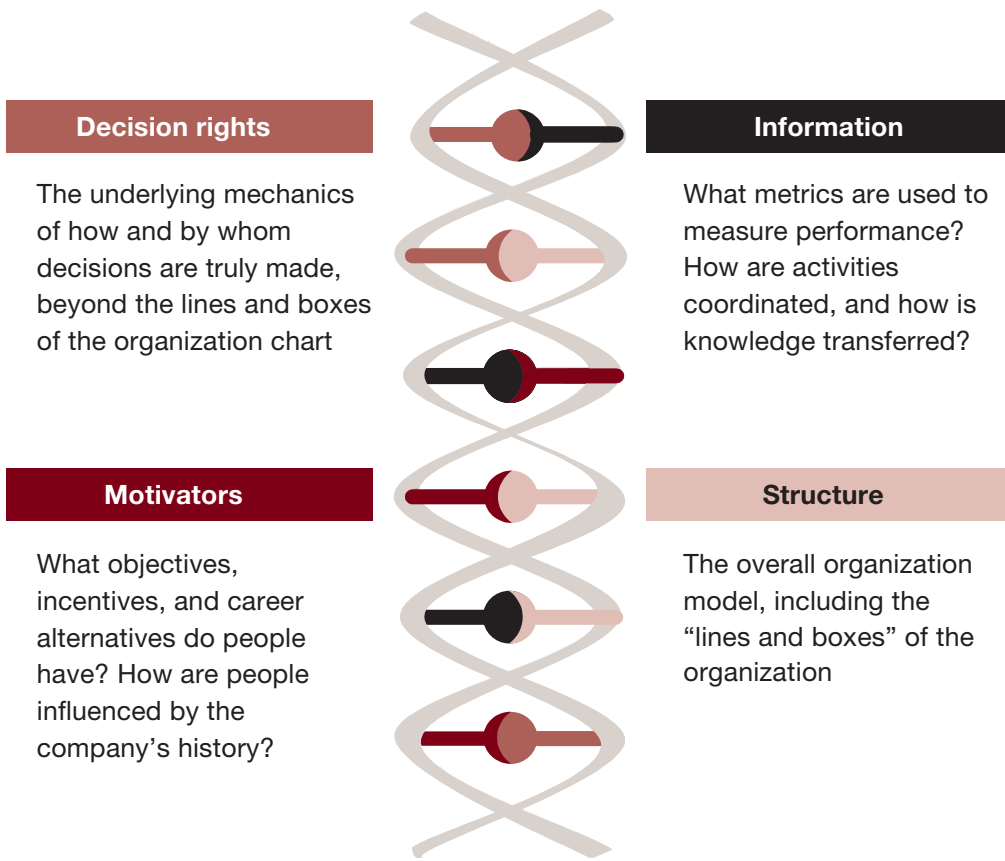 Decision rights
The underlying mechanics
of how and by whom
decisions are truly made,
beyond the lines and boxes
of the organization chart
Information
What metrics are used to
measure performance?
How are activities
coordinated, and how is
knowledge transferred?
Motivators
What objectives,
incentives, and career
alternatives do people
have? How are people
influenced by the
company’s history?
Structure
The overall organization
model, including the
“lines and boxes” of the
organization